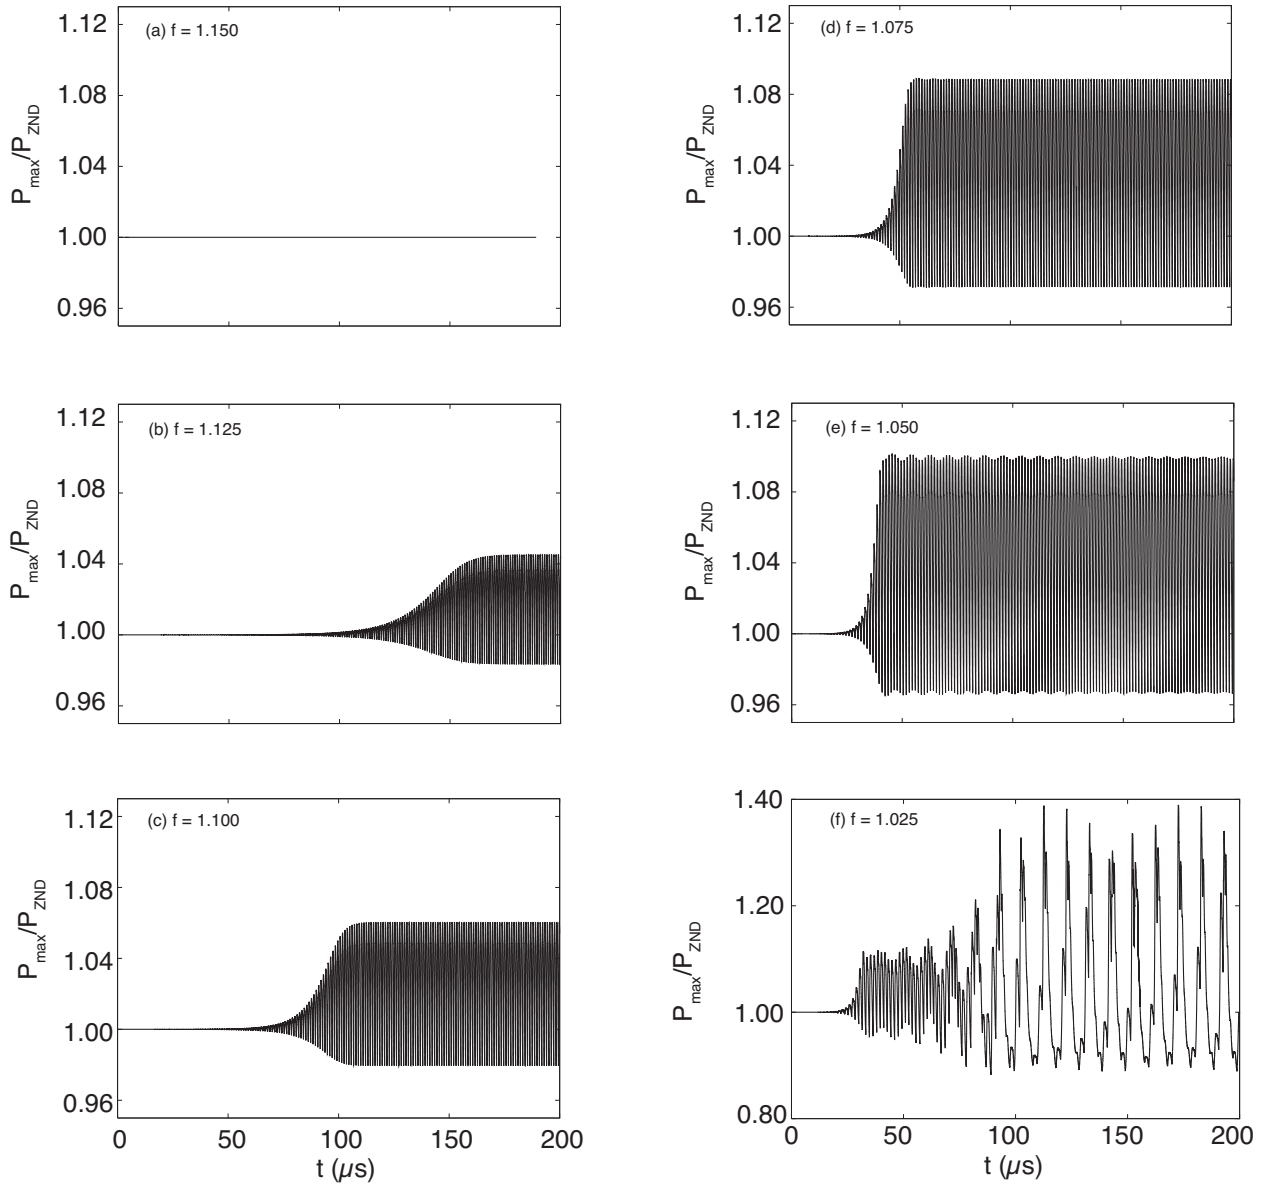 (a) f = 1.150
1.12
1.08
1.04
1.00
0.96
P_max/P_ZND
(b) f = 1.125
1.12
1.08
1.04
1.00
0.96
P_max/P_ZND
(c) f = 1.100
1.12
1.08
1.04
1.00
0.96
P_max/P_ZND
0 50 100 150 200
t (µs)
(d) f = 1.075
1.12
1.08
1.04
1.00
0.96
P_max/P_ZND
(e) f = 1.050
1.12
1.08
1.04
1.00
0.96
P_max/P_ZND
(f) f = 1.025
1.40
1.20
1.00
0.80
P_max/P_ZND
0 50 100 150 200
t (µs)